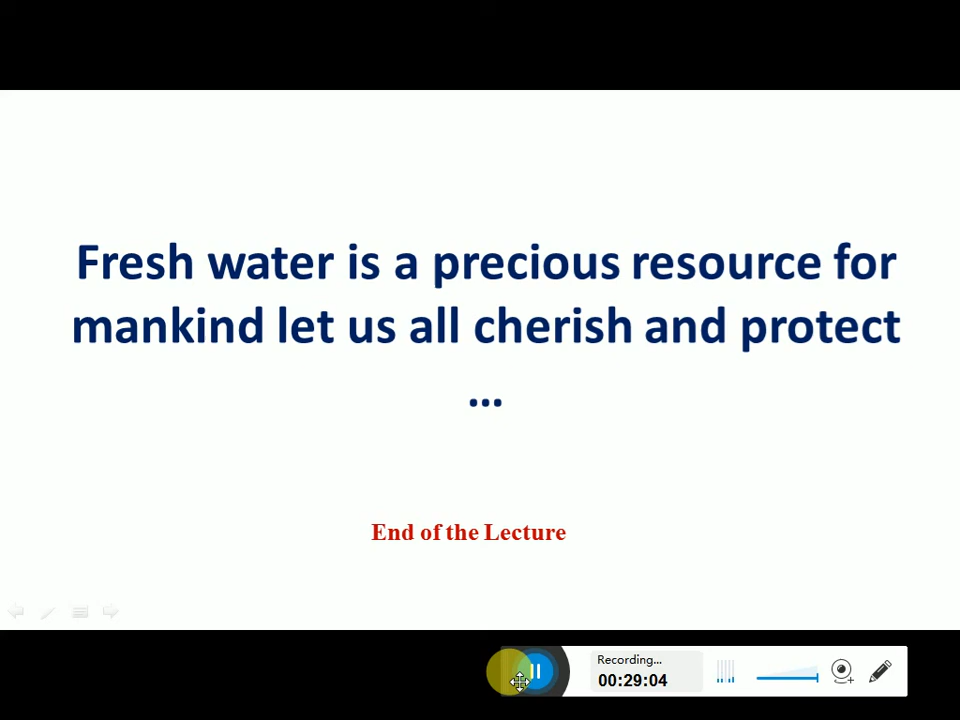 Fresh water is a precious resource for
mankind let us all cherish and protect
...
End of the Lecture
Recording...
00:29:04